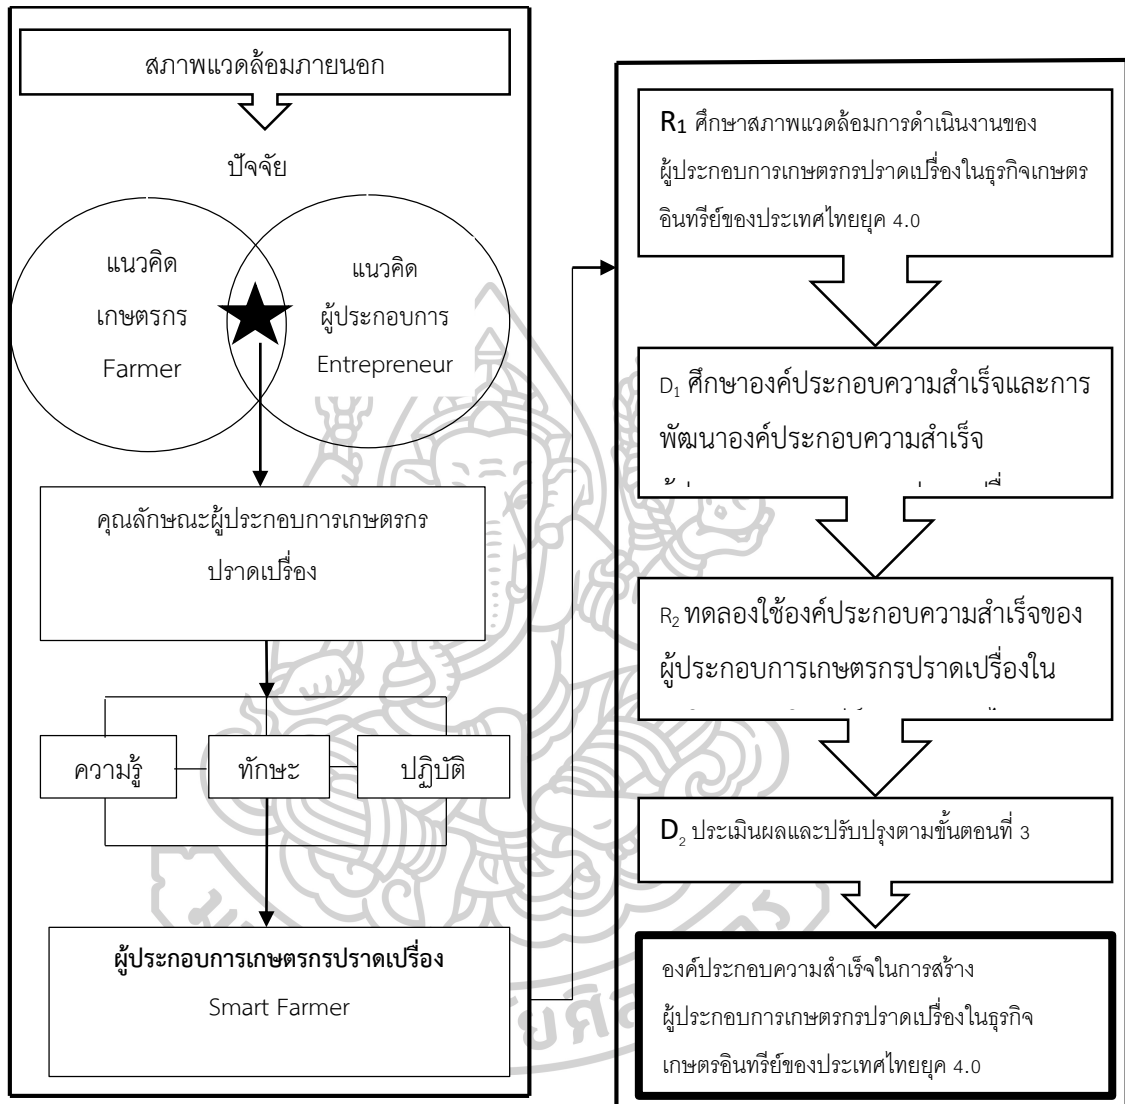 สภาพแวดล้อมภายนอก
ปัจจัย
แนวคิด
เกษตรกร
Farmer
แนวคิด
ผู้ประกอบการ
Entrepreneur
คุณลักษณะผู้ประกอบการเกษตรกร
ปราดเปรื่อง
ความรู้
ทักษะ
ปฏิบัติ
ผู้ประกอบการเกษตรกรปราดเปรื่อง
Smart Farmer
R1 ศึกษาสภาพแวดล้อมการดำเนินงานของ
ผู้ประกอบการเกษตรกรปราดเปรื่องในธุรกิจเกษตร
อินทรีย์ของประเทศไทยยุค 4.0
D1 ศึกษาองค์ประกอบความสำเร็จและการ
พัฒนาองค์ประกอบความสำเร็จ
R2 ทดลองใช้องค์ประกอบความสำเร็จของ
ผู้ประกอบการเกษตรกรปราดเปรื่องใน
D2 ประเมินผลและปรับปรุงตามขั้นตอนที่ 3
องค์ประกอบความสำเร็จในการสร้าง
ผู้ประกอบการเกษตรกรปราดเปรื่องในธุรกิจ
เกษตรอินทรีย์ของประเทศไทยยุค 4.0